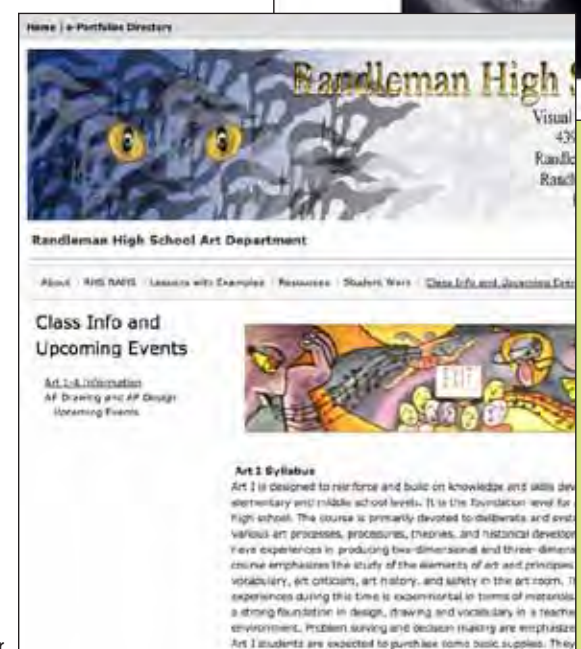 Home | e-Portfolios Directory
Randleman High S
Visual
439
Randle
Randl
Randleman High School Art Department
About RHS NAHS Lessons with Examples Resources Student Work Class Info and Upcoming Even
Class Info and
Upcoming Events
EXIT
Art 1-4 Information
AP Drawing and AP Design
Upcoming Events
Art I Syllabus
Art I is designed to reinforce and build on knowledge and skills dev
elementary and middle school levels. It is the foundation level for
high school. The course is primarily devoted to deliberate and syst
various art processes, procedures, theories, and historical develop
have experiences in producing two-dimensional and three-dimens
course emphasizes the study of the elements of art and principles
vocabulary, art criticism, art history, and safety in the art room. T
experiences during this time is experimental in terms of materials
a strong foundation in design, drawing and vocabulary in a teache
environment. Problem solving and decision making are emphasize
Art I students are expected to purchase some basic supplies. They
r